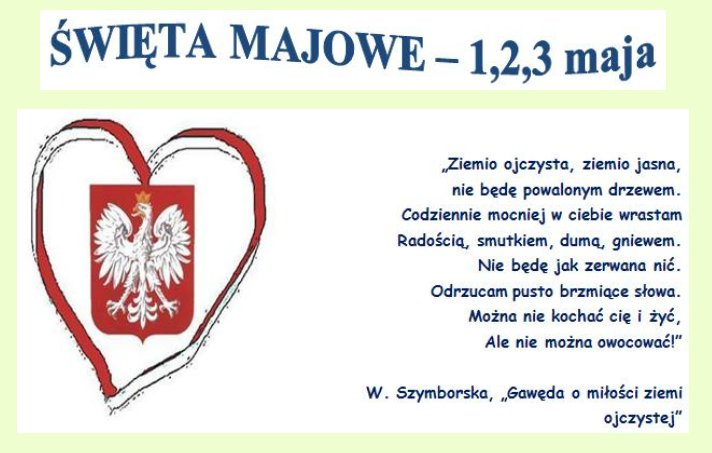 ŚWIĘTA MAJOWE – 1,2,3 maja
„Ziemio ojczysta, ziemio jasna,
nie będę powalonym drzewem.
Codziennie mocniej w ciebie wrastam
Radością, smutkiem, dumą, gniewem.
Nie będę jak zerwana nić.
Odrzucam pusto brzmiące słowa.
Można nie kochać cię i żyć,
Ale nie można owocować!”
W. Szymborska, „Gawęda o miłości ziemi
ojczystej”